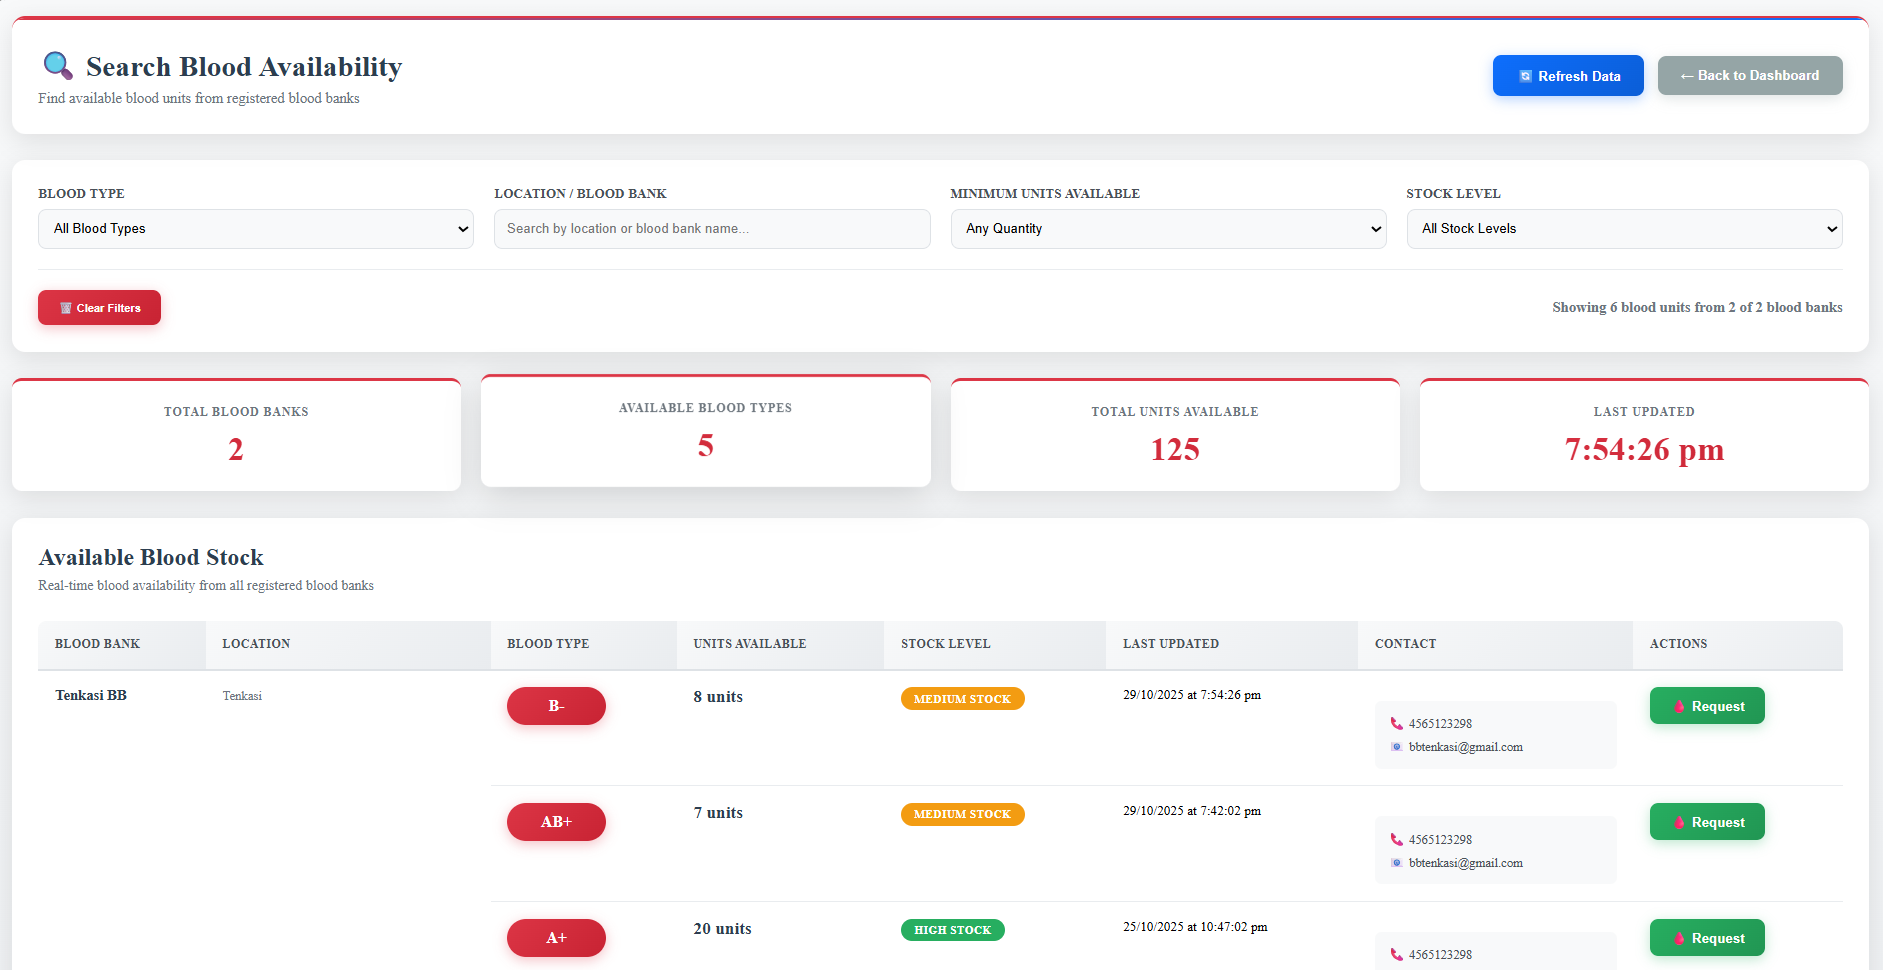 Search Blood Availability
Find available blood units from registered blood banks
Refresh Data
← Back to Dashboard
BLOOD TYPE
LOCATION / BLOOD BANK
MINIMUM UNITS AVAILABLE
STOCK LEVEL
All Blood Types
Search by location or blood bank name...
Any Quantity
All Stock Levels
Clear Filters
Showing 6 blood units from 2 of 2 blood banks
TOTAL BLOOD BANKS
2
AVAILABLE BLOOD TYPES
5
TOTAL UNITS AVAILABLE
125
LAST UPDATED
7:54:26 pm
Available Blood Stock
Real-time blood availability from all registered blood banks
BLOOD BANK LOCATION BLOOD TYPE UNITS AVAILABLE STOCK LEVEL LAST UPDATED CONTACT ACTIONS
Tenkasi BB Tenkasi B- 8 units MEDIUM STOCK 29/10/2025 at 7:54:26 pm
4565123298
bbtenkasi@gmail.com
Request
AB+ 7 units MEDIUM STOCK 29/10/2025 at 7:42:02 pm
4565123298
bbtenkasi@gmail.com
Request
A+ 20 units HIGH STOCK 25/10/2025 at 10:47:02 pm
4565123298
Request